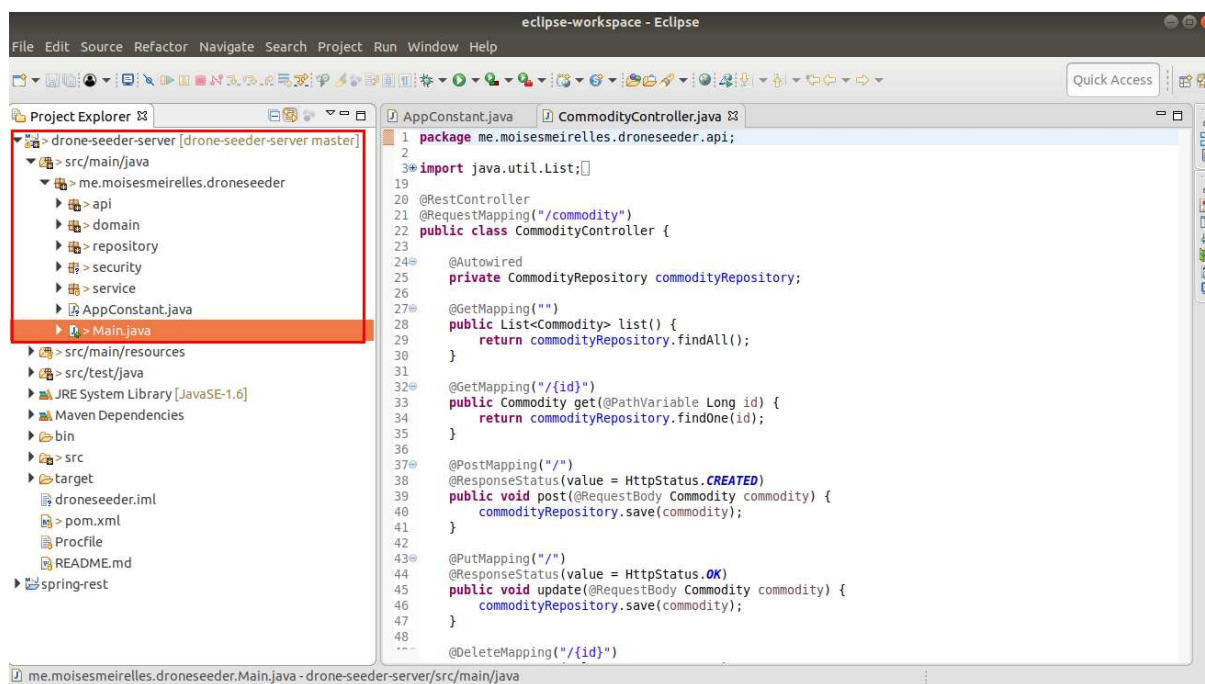 eclipse-workspace - Eclipse
File Edit Source Refactor Navigate Search Project Run Window Help
Quick Access
Project Explorer
> drone-seeder-server [drone-seeder-server master]
> src/main/java
> me.moisesmeirelles.droneseeder
> api
> domain
> repository
> security
> service
AppConstant.java
> Main.java
> src/main/resources
> src/test/java
JRE System Library [JavaSE-1.6]
Maven Dependencies
bin
> src
target
droneseeder.iml
> pom.xml
Procfile
README.md
spring-rest
AppConstant.java
CommodityController.java
1 package me.moisesmeirelles.droneseeder.api;
2
3 import java.util.List;
19
20 @RestController
21 @RequestMapping("/commodity")
22 public class CommodityController {
23
24 @Autowired
25 private CommodityRepository commodityRepository;
26
27 @GetMapping("")
28 public List<Commodity> list() {
29 return commodityRepository.findAll();
30 }
31
32 @GetMapping("/{id}")
33 public Commodity get(@PathVariable Long id) {
34 return commodityRepository.findOne(id);
35 }
36
37 @PostMapping("/")
38 @ResponseStatus(value = HttpStatus.CREATED)
39 public void post(@RequestBody Commodity commodity) {
40 commodityRepository.save(commodity);
41 }
42
43 @PutMapping("/")
44 @ResponseStatus(value = HttpStatus.OK)
45 public void update(@RequestBody Commodity commodity) {
46 commodityRepository.save(commodity);
47 }
48
@DeleteMapping("/{id}")
me.moisesmeirelles.droneseeder.Main.java - drone-seeder-server/src/main/java